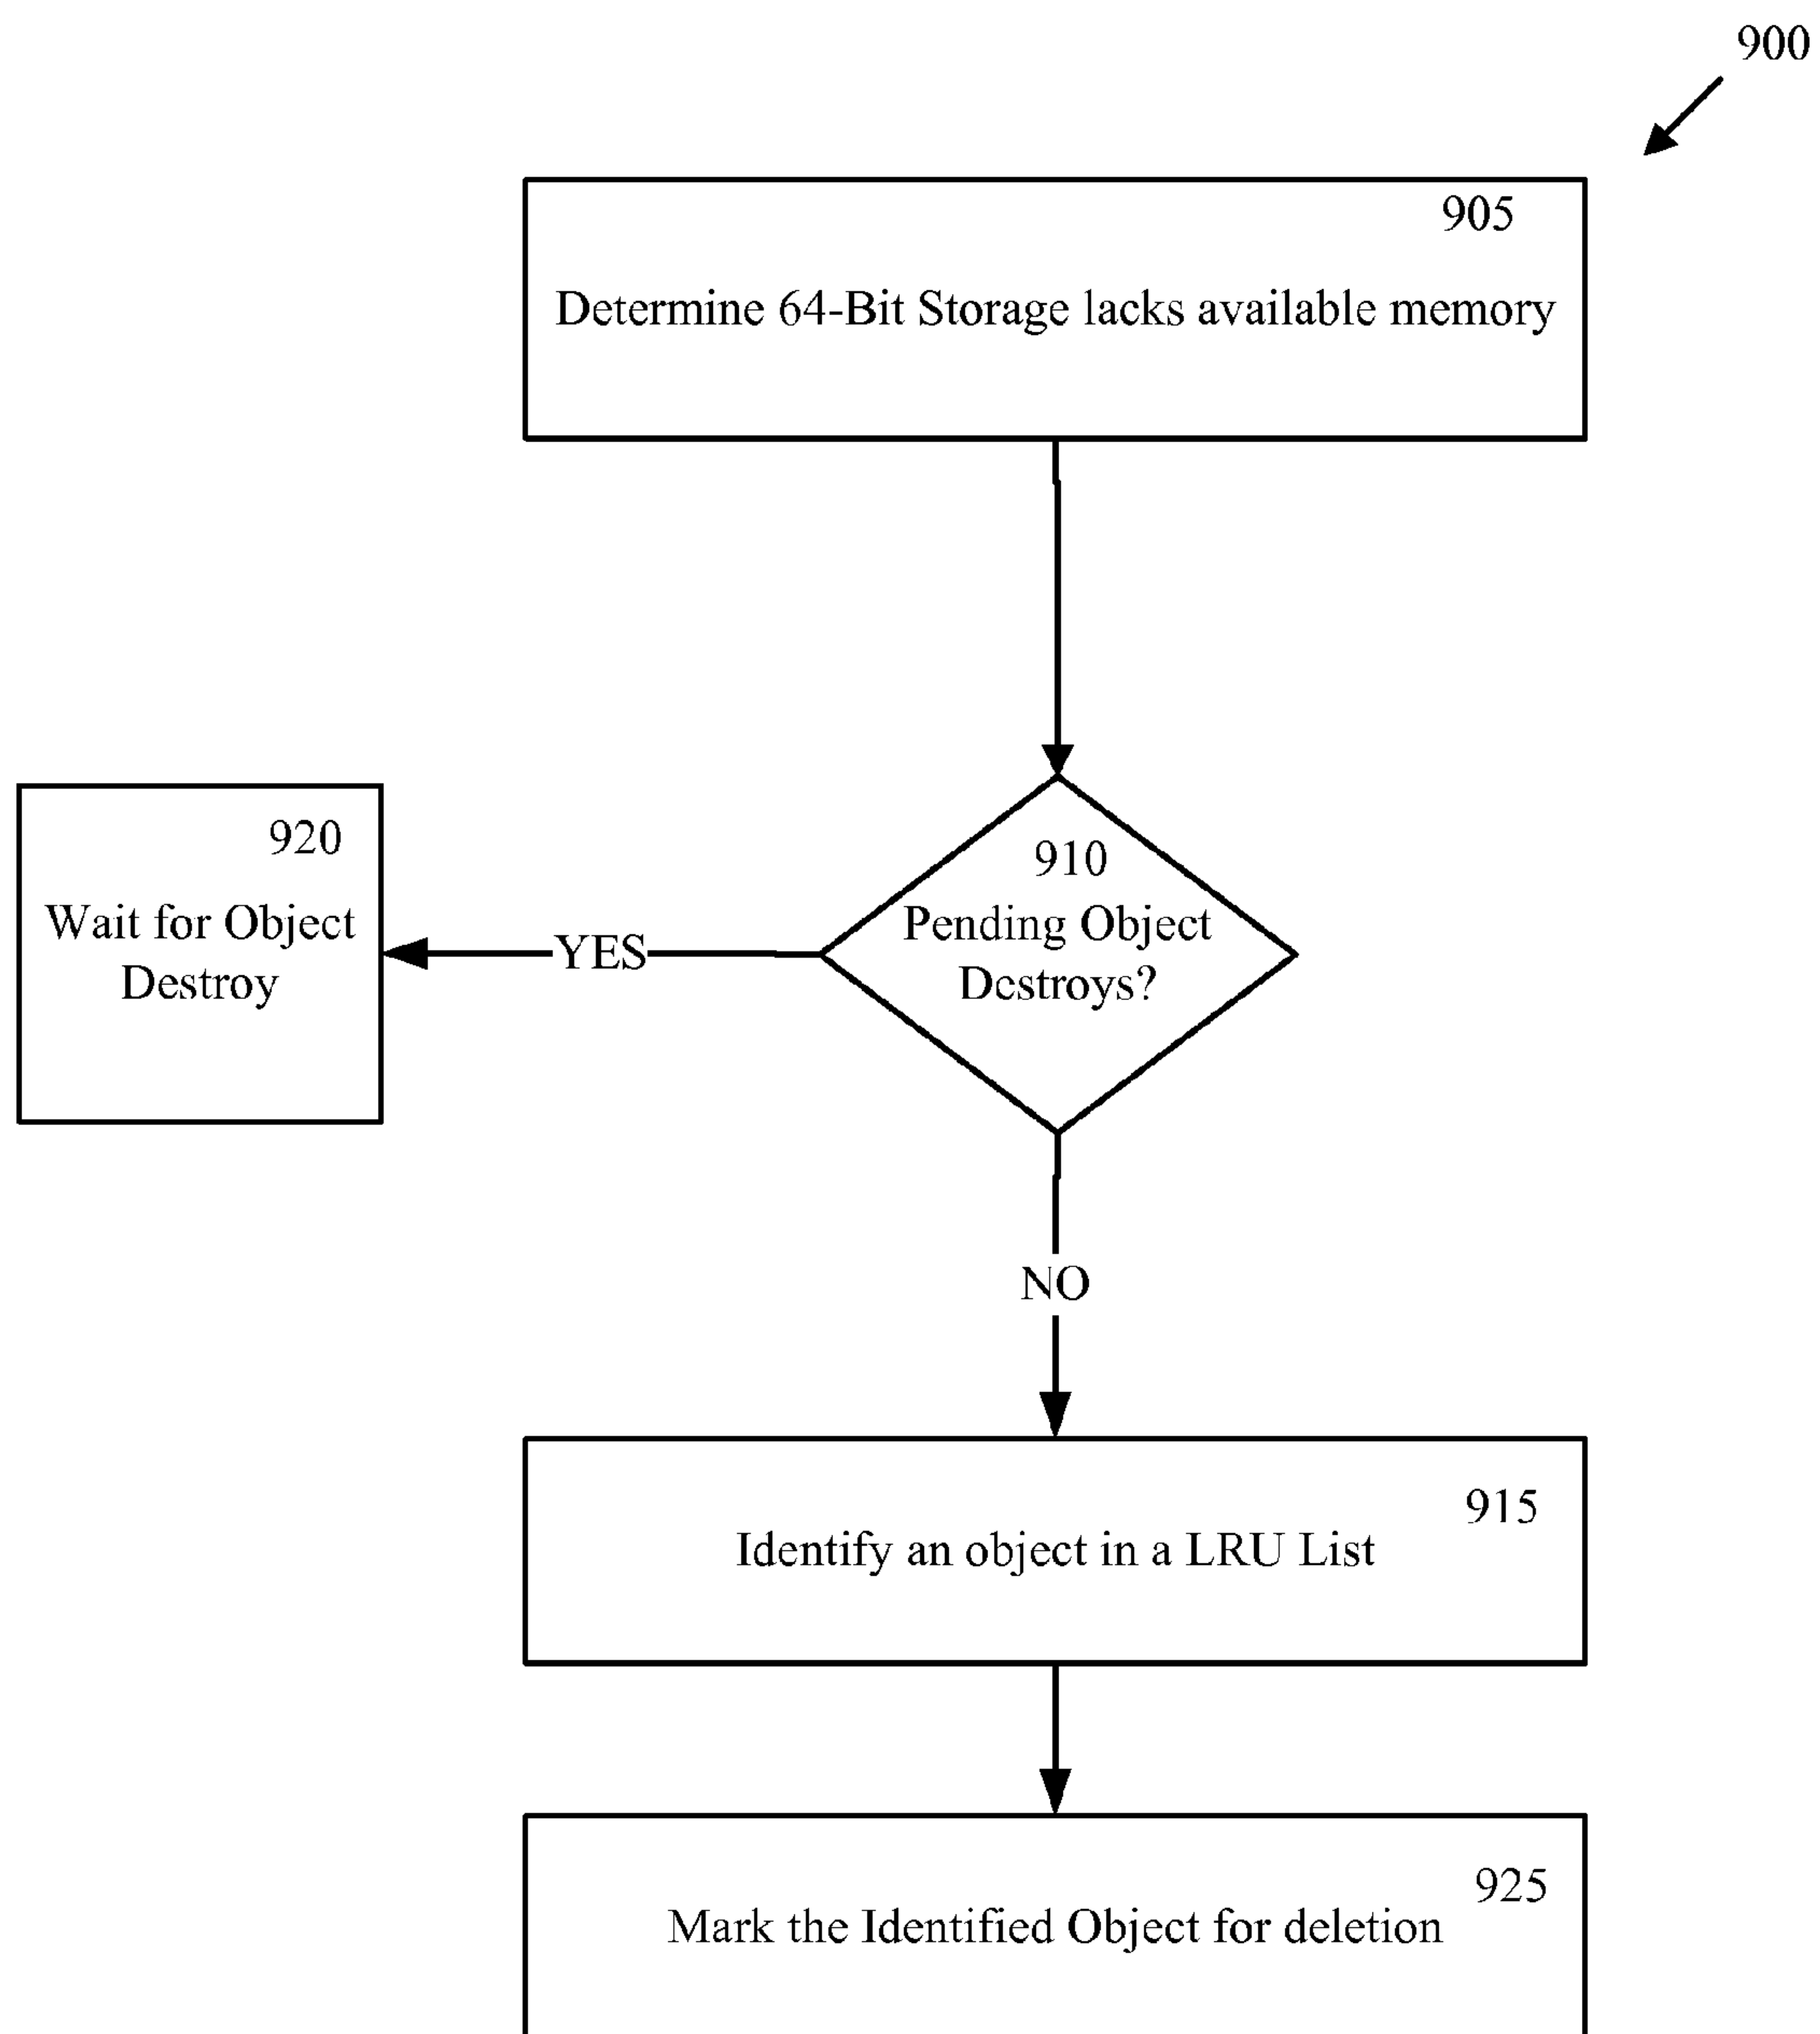 900
905
Determine 64-Bit Storage lacks available memory
910
Pending Object
Destroys?
YES
920
Wait for Object
Destroy
NO
915
Identify an object in a LRU List
925
Mark the Identified Object for deletion